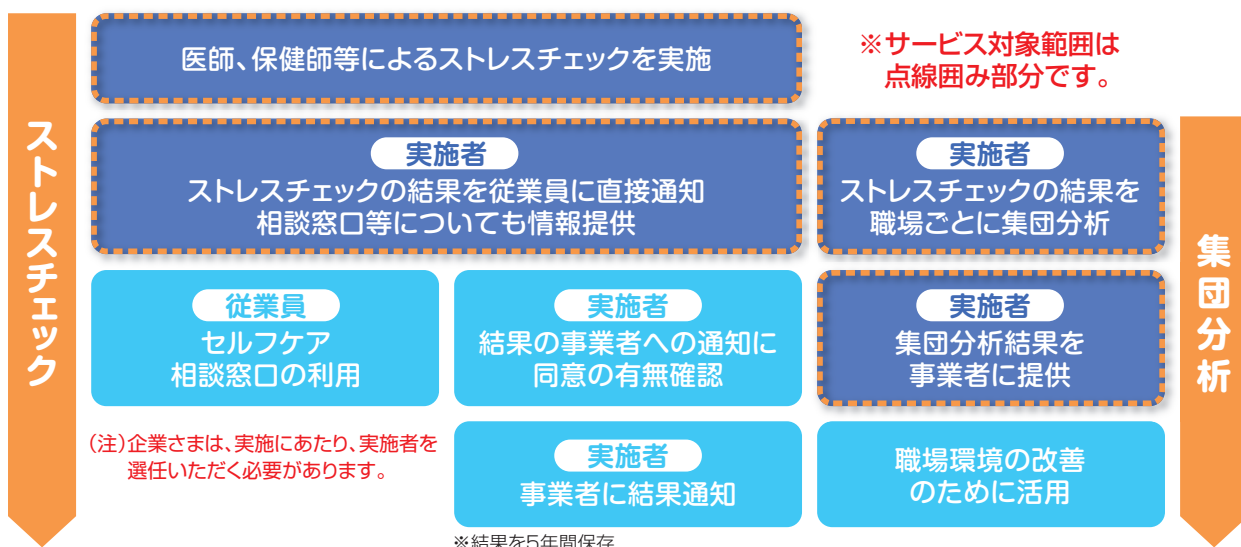 ストレスチェック
医師、保健師等によるストレスチェックを実施
※サービス対象範囲は
点線囲み部分です。
実施者
ストレスチェックの結果を従業員に直接通知
相談窓口等についても情報提供
実施者
ストレスチェックの結果を
職場ごとに集団分析
集団分析
従業員
セルフケア
相談窓口の利用
実施者
結果の事業者への通知に
同意の有無確認
実施者
集団分析結果を
事業者に提供
(注)企業さまは、実施にあたり、実施者を
選任いただく必要があります。
実施者
事業者に結果通知
職場環境の改善
のために活用
※結果を5年間保存